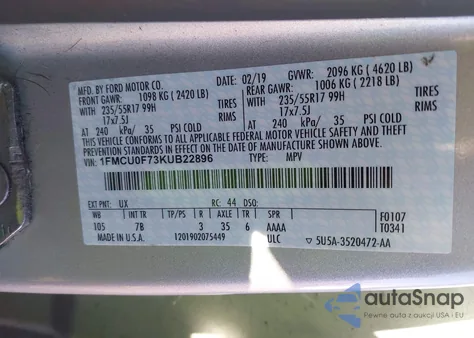 MFD. BY FORD MOTOR CO.
02/19 GVWR: 2096 KG (4620 LB)
FRONT GAWR: 1098 KG (2420 LB) REAR GAWR: 1006 KG (2218 LB)
235/55R17 99H TIRES WITH 235/55R17 99H TIRES
17x7.5J RIMS 17x7.5J RIMS
AT 240 kPa/ 35 PSI COLD AT 240 kPa/ 35 PSI COLD
THIS VEHICLE CONFORMS TO ALL APPLICABLE FEDERAL MOTOR VEHICLE SAFETY AND THEFT
PREVENTION STANDARDS IN EFFECT ON THE DATE OF MANUFACTURE SHOWN ABOVE.
VIN: 1FMCU0F73KUB22896 TYPE: MPV
EXT PNT: UX RC: 44 DSO:
WB INT TR TP/PS R AXLE TR SPR
105 7B 3 35 6 AAAA
F0107
T0341
MADE IN U.S.A. 1201902075449 ULC ▽ 5U5A-3520472-AA
autoSnap
Pewne auta z USA i EU